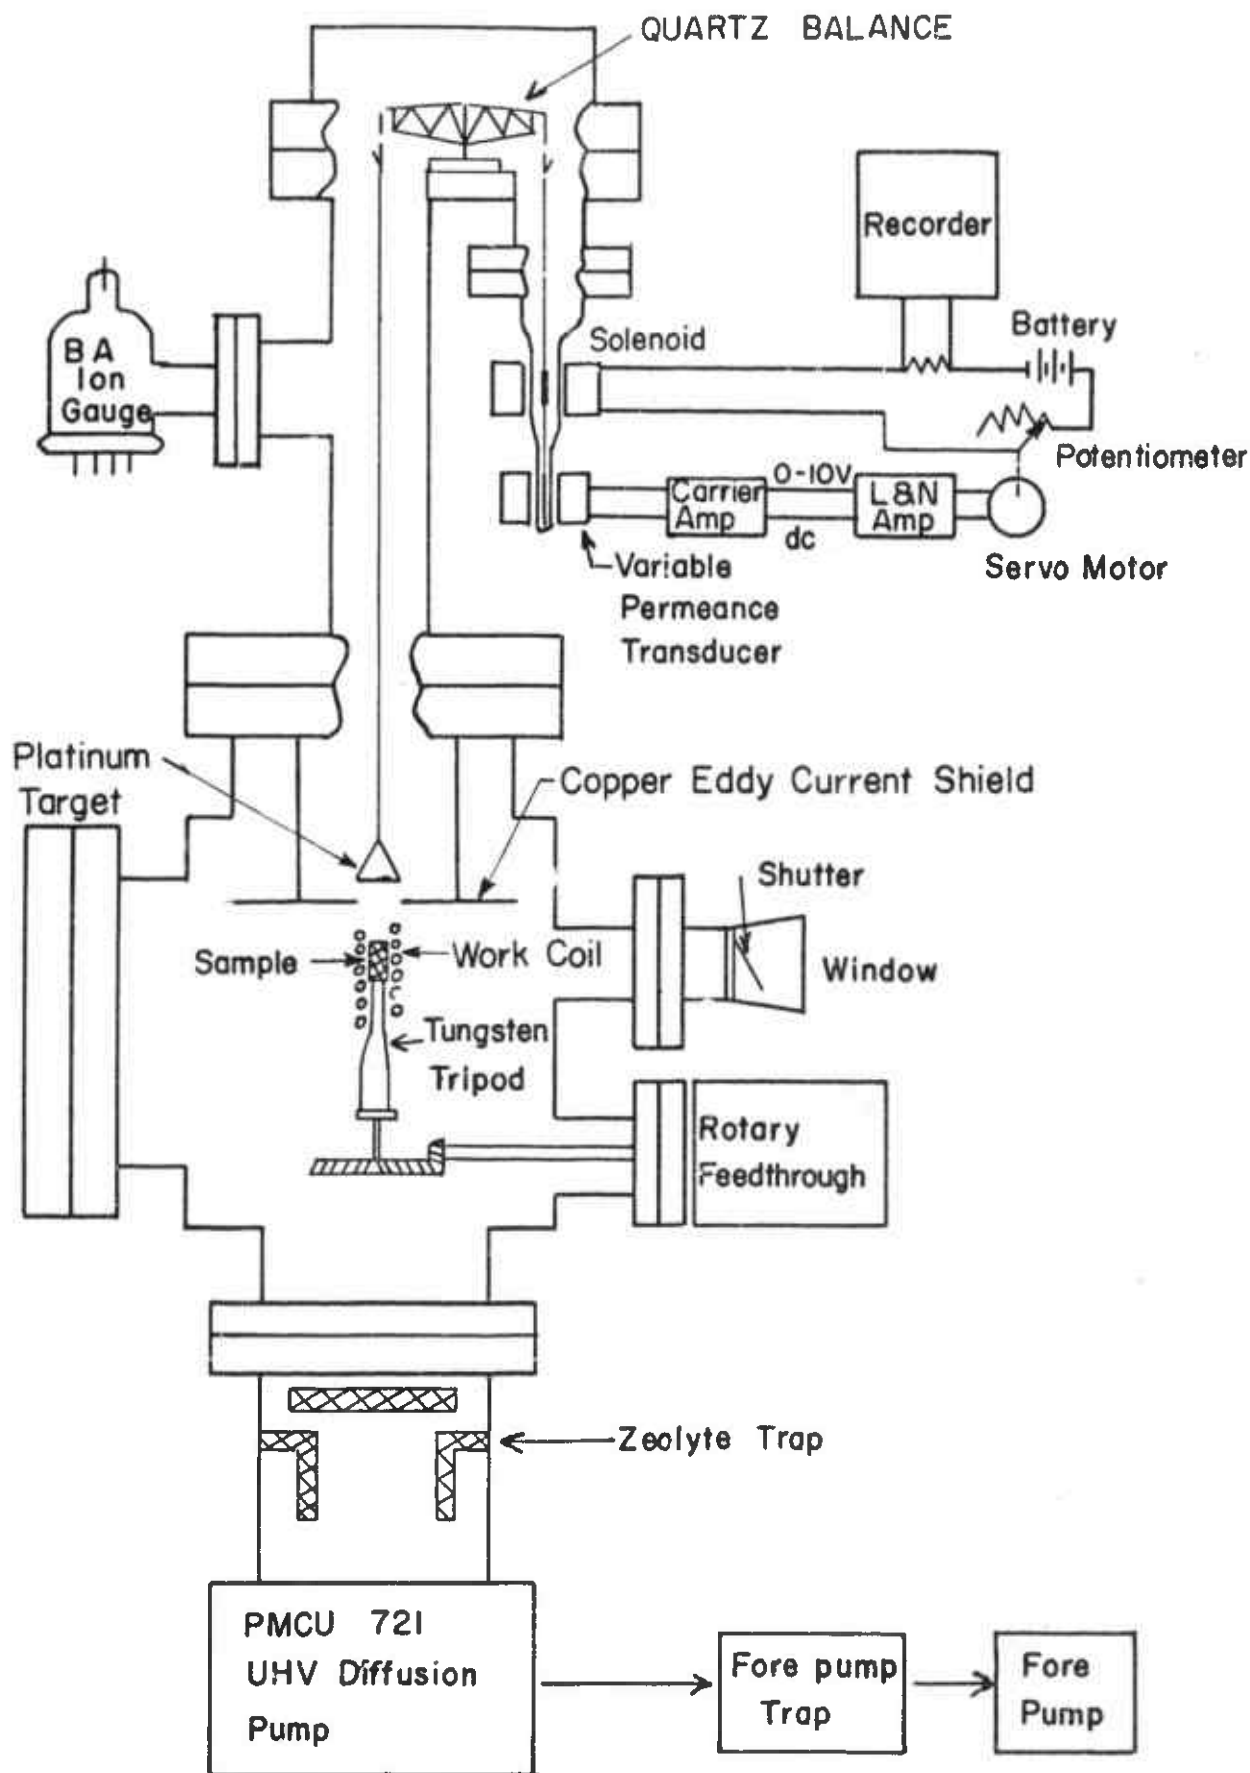 QUARTZ BALANCE
Recorder
Battery
BA
Ion
Gauge
Solenoid
Potentiometer
Carrier
Amp
0-10V
dc
L&N
Amp
Servo Motor
Variable
Permeance
Transducer
Platinum
Target
Copper Eddy Current Shield
Shutter
Sample
Work Coil
Window
Tungsten
Tripod
Rotary
Feedthrough
Zeolyte Trap
PMCU 721
UHV Diffusion
Pump
Fore pump
Trap
Fore
Pump